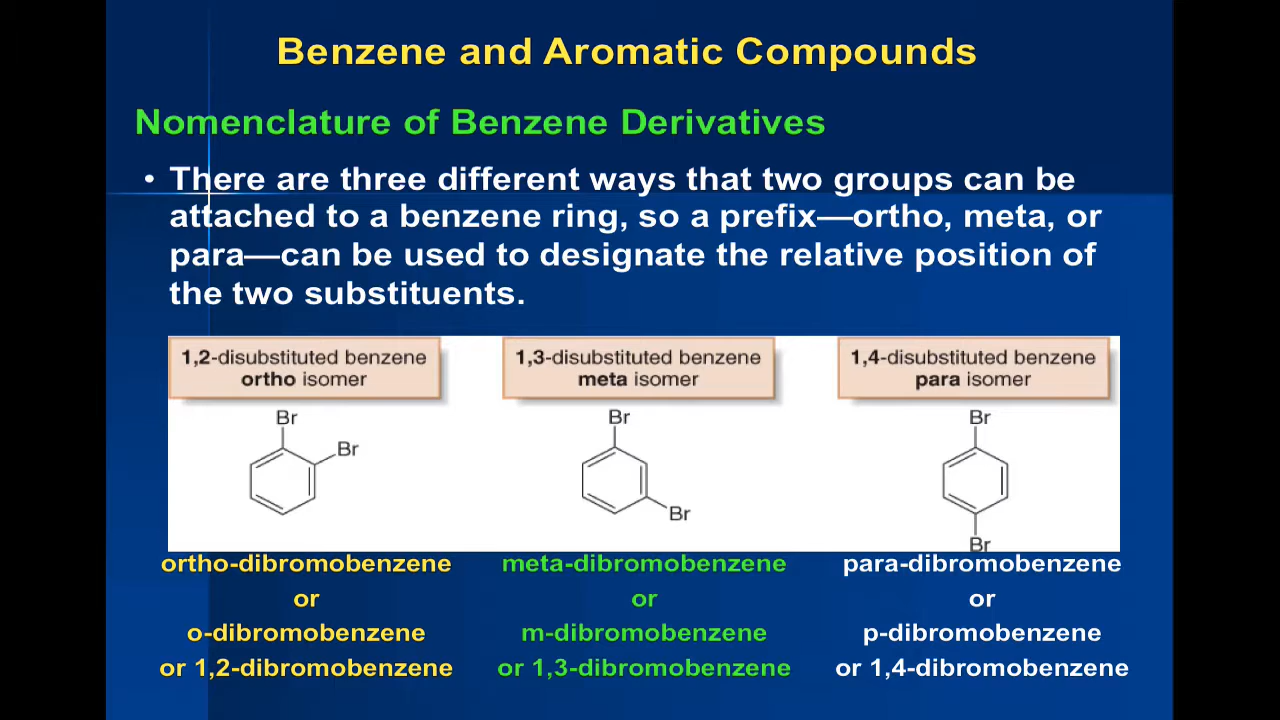 Benzene and Aromatic Compounds
Nomenclature of Benzene Derivatives
• There are three different ways that two groups can be
attached to a benzene ring, so a prefix—ortho, meta, or
para—can be used to designate the relative position of
the two substituents.
1,2-disubstituted benzene
ortho isomer
Br
Br
1,3-disubstituted benzene
meta isomer
Br
Br
1,4-disubstituted benzene
para isomer
Br
Br
ortho-dibromobenzene
or
o-dibromobenzene
or 1,2-dibromobenzene
meta-dibromobenzene
or
m-dibromobenzene
or 1,3-dibromobenzene
para-dibromobenzene
or
p-dibromobenzene
or 1,4-dibromobenzene